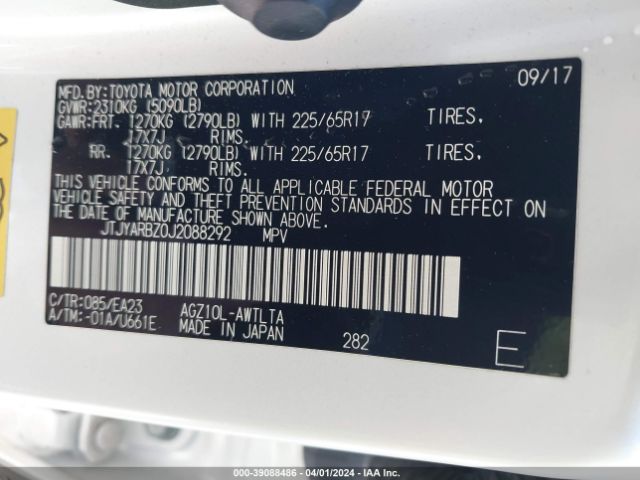 MFD.BY:TOYOTA MOTOR CORPORATION 09/17
GVWR:2310KG (5090LB)
GAWR:FRT. 1270KG (2790LB) WITH 225/65R17 TIRES.
17X7J RIMS.
RR. 1270KG (2790LB) WITH 225/65R17 TIRES.
17X7J RIMS.
THIS VEHICLE CONFORMS TO ALL APPLICABLE FEDERAL MOTOR
VEHICLE SAFETY AND THEFT PREVENTION STANDARDS IN EFFECT ON
THE DATE OF MANUFACTURE SHOWN ABOVE.
JTJYARBZ0J2088292 MPV
C/TR:085/EA23 AGZ10L-AWTLTA
A/TM:-01A/U661E MADE IN JAPAN 282 E
000-39088486 - 04/01/2024 - IAA Inc.